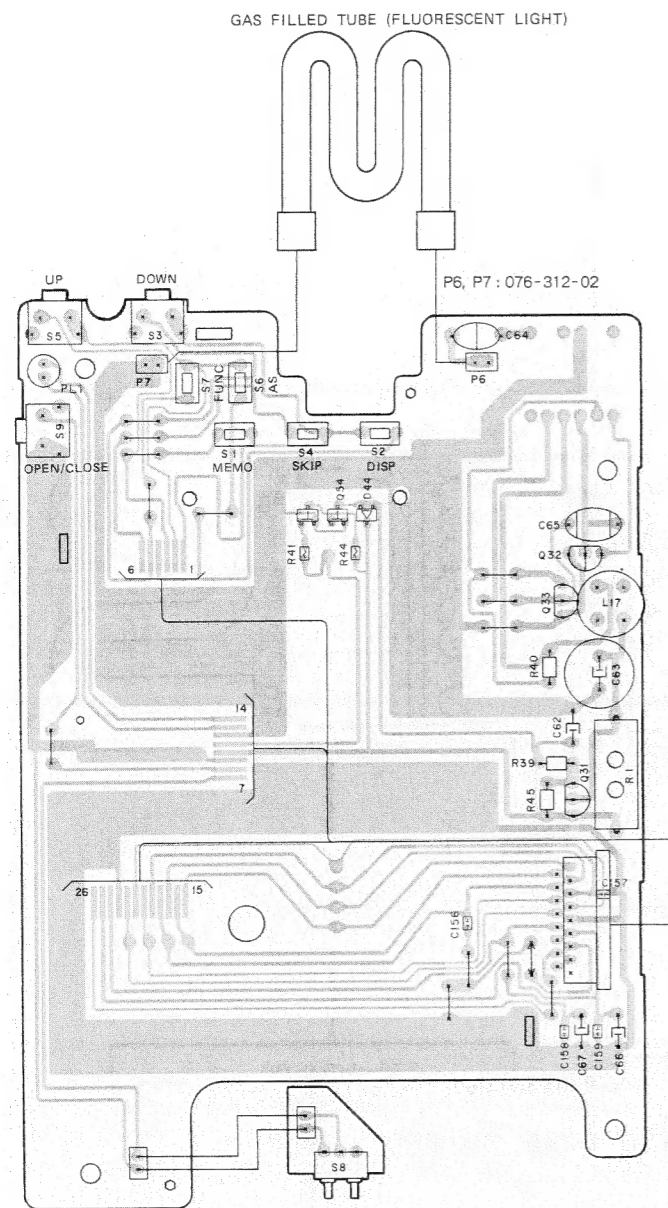 GAS FILLED TUBE (FLUORESCENT LIGHT)
P6, P7 : 076-312-02
UP
DOWN
S5
S3
C64
PL1
P7
P6
S7
FUNC
S6
AS
S9
OPEN/CLOSE
S1
S4
S2
MEMO
SKIP
DISP
Q54
D44
C65
R41
R44
Q32
6
1
Q33
L17
R40
C63
14
C62
7
R39
Q31
R1
R45
26
15
C157
C156
C158
C67
C159
C66
S8